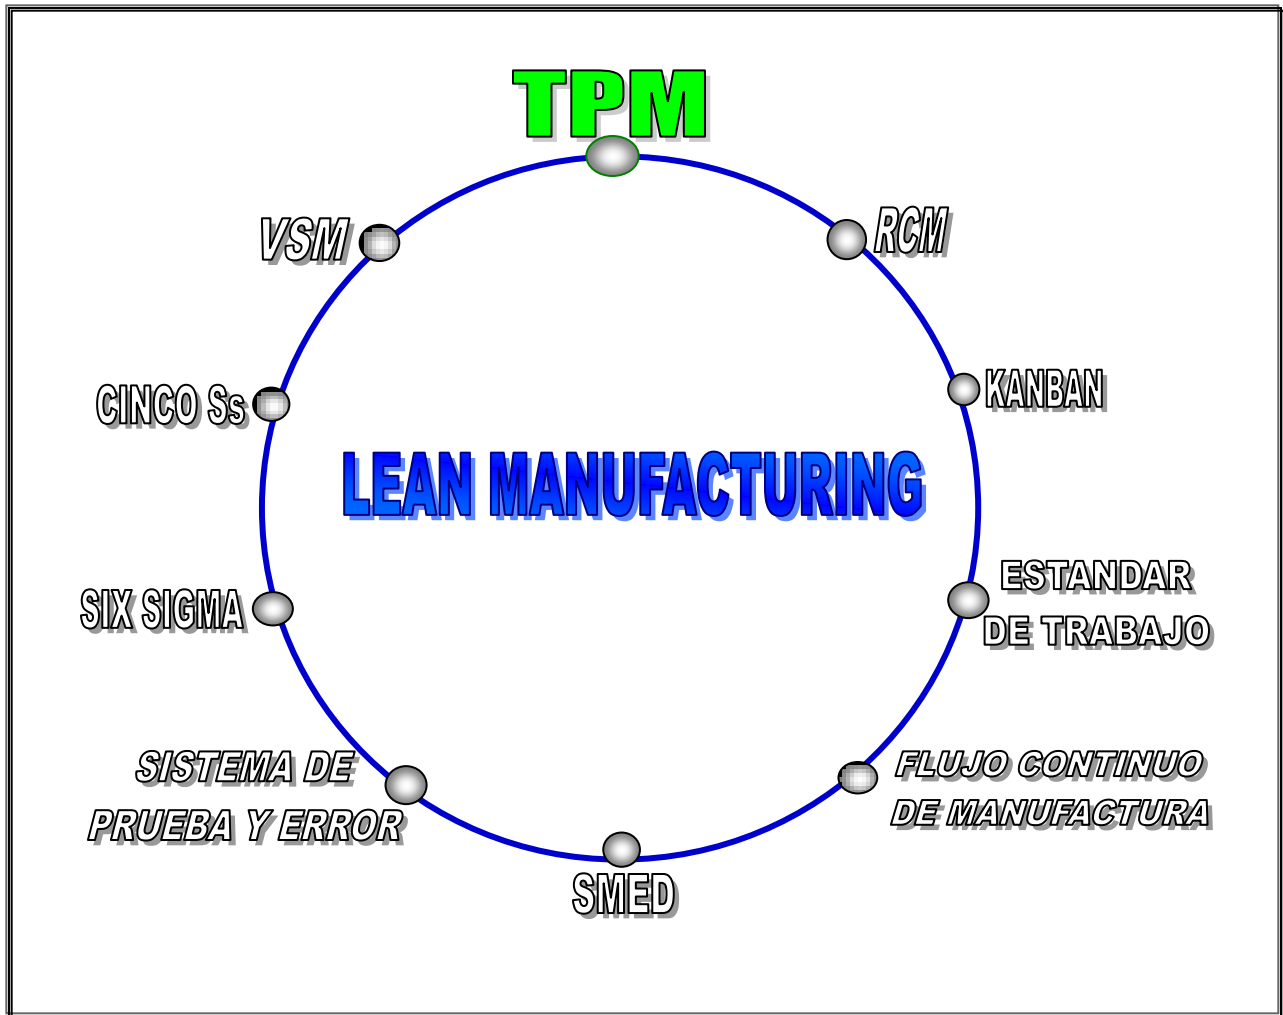 TPM
VSM
RCM
CINCO Ss
KANBAN
LEAN MANUFACTURING
SIX SIGMA
ESTANDAR
DE TRABAJO
SISTEMA DE
PRUEBA Y ERROR
FLUJO CONTINUO
DE MANUFACTURA
SMED